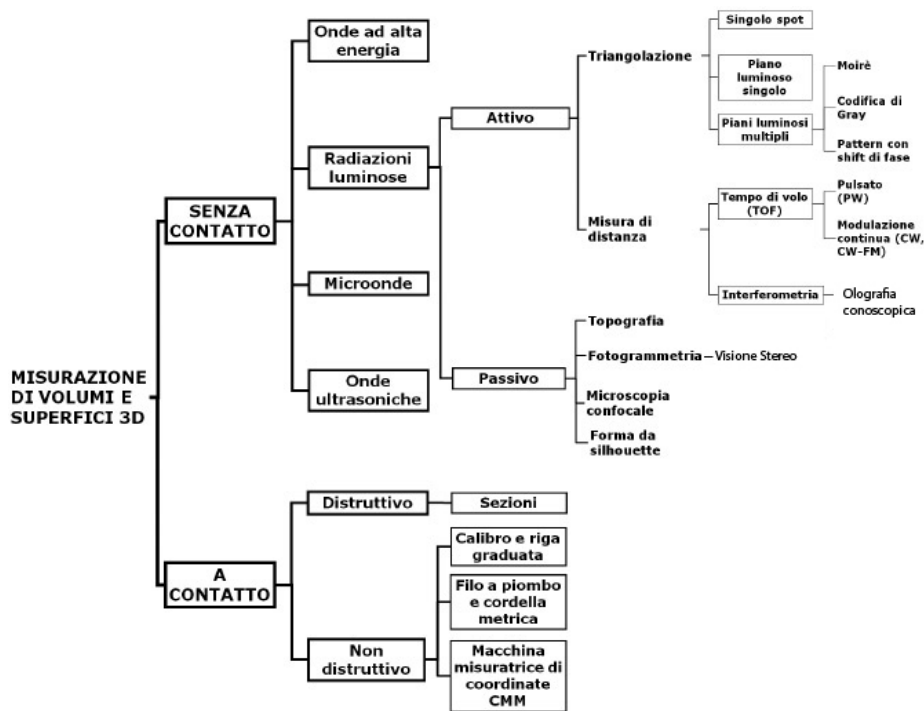 MISURAZIONE
DI VOLUMI E
SUPERFICI 3D
SENZA
CONTATTO
Onde ad alta
energia
Radiazioni
luminose
Attivo
Triangolazione
Singolo spot
Piano
luminoso
singolo
Piani luminosi
multipli
Moirè
Codifica di
Gray
Pattern con
shift di fase
Misura di
distanza
Tempo di volo
(TOF)
Pulsato
(PW)
Modulazione
continua (CW,
CW-FM)
Interferometria
Olografia
conoscopica
Passivo
Topografia
Fotogrammetria – Visione Stereo
Microscopia
confocale
Forma da
silhouette
Microonde
Onde
ultrasoniche
A
CONTATTO
Distruttivo
Sezioni
Non
distruttivo
Calibro e riga
graduata
Filo a piombo
e cordella
metrica
Macchina
misuratrice di
coordinate
CMM